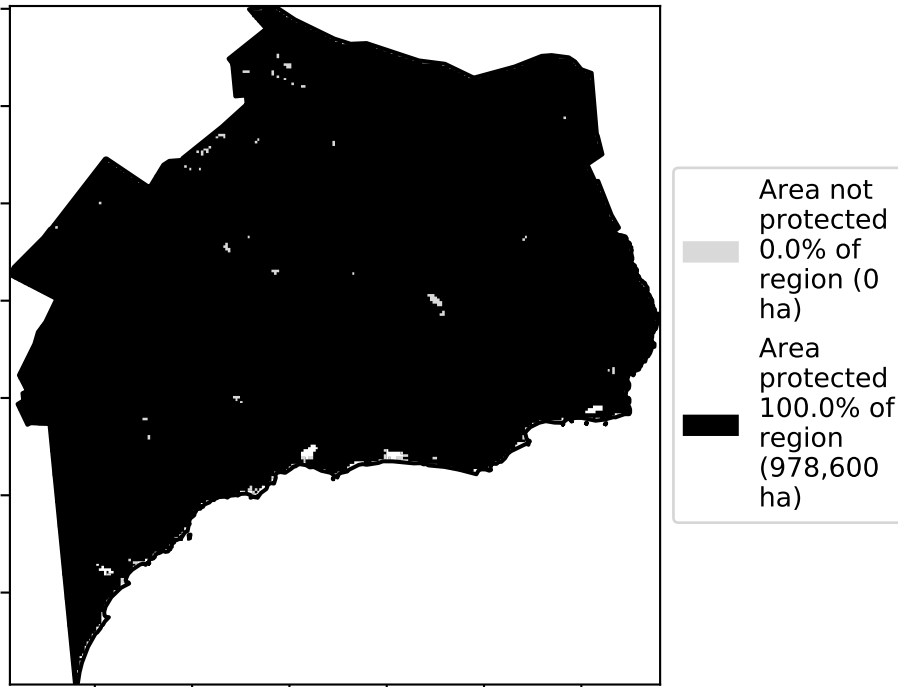 Area not
protected
0.0% of
region (0
ha)
Area
protected
100.0% of
region
(978,600
ha)